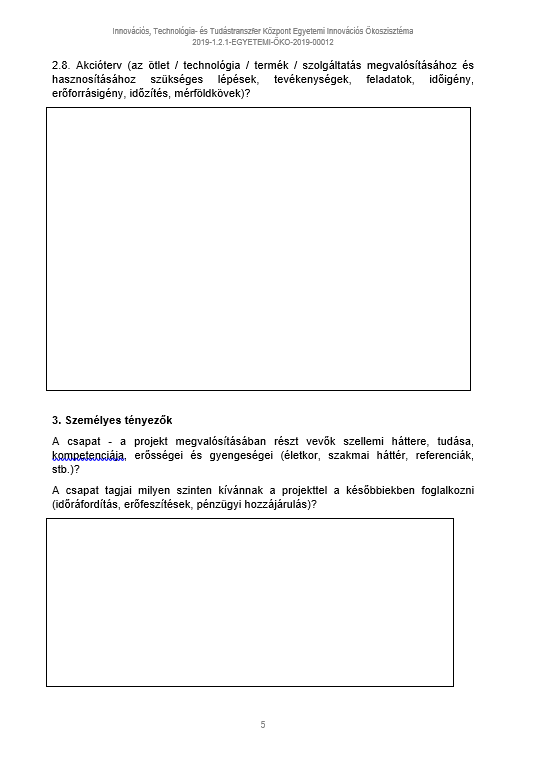 Innovációs, Technológia- és Tudástranszfer Központ Egyetemi Innovációs Ökoszisztéma
2019-1.2.1-EGYETEMI-ÖKO-2019-00012
2.8. Akcióterv (az ötlet / technológia / termék / szolgáltatás megvalósításához és
hasznosításához szükséges lépések, tevékenységek, feladatok, időigény,
erőforrásigény, időzítés, mérföldkövek)?
3. Személyes tényezők
A csapat - a projekt megvalósításában részt vevők szellemi háttere, tudása,
kompetenciája, erősségei és gyengeségei (életkor, szakmai háttér, referenciák,
stb.)?
A csapat tagjai milyen szinten kívánnak a projekttel a későbbiekben foglalkozni
(időráfordítás, erőfeszítések, pénzügyi hozzájárulás)?
5